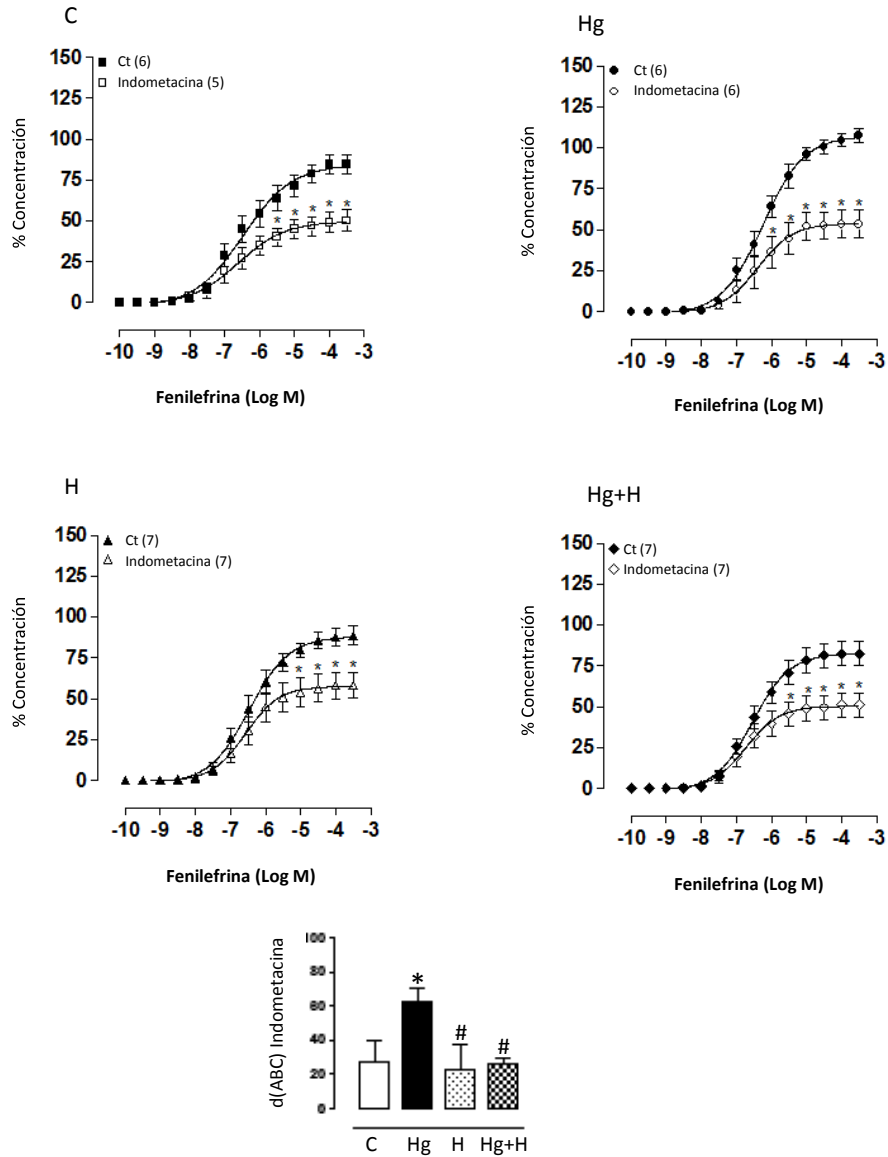 C
150
125
100
75
50
25
0
Ct (6)
Indometacina (5)
% Concentración
* * * * * *
-10 -9 -8 -7 -6 -5 -4 -3
Fenilefrina (Log M)
Hg
150
125
100
75
50
25
0
Ct (6)
Indometacina (6)
% Concentración
* * * * * *
-10 -9 -8 -7 -6 -5 -4 -3
Fenilefrina (Log M)
H
150
125
100
75
50
25
0
Ct (7)
Indometacina (7)
% Concentración
* * * *
-10 -9 -8 -7 -6 -5 -4 -3
Fenilefrina (Log M)
Hg+H
150
125
100
75
50
25
0
Ct (7)
Indometacina (7)
% Concentración
* * * * *
-10 -9 -8 -7 -6 -5 -4 -3
Fenilefrina (Log M)
100
80
60
40
20
0
d(ABC) Indometacina
* # #
C Hg H Hg+H